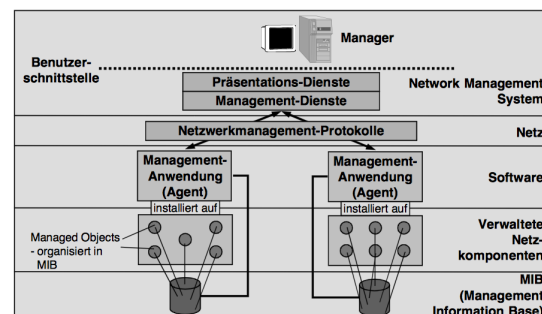 Manager
Benutzer-
schnittstelle
Präsentations-Dienste
Management-Dienste
Network Management
System
Netzwerkmanagement-Protokolle
Netz
Management-
Anwendung
(Agent)
Management-
Anwendung
(Agent)
Software
installiert auf
installiert auf
Managed Objects
- organisiert in
MIB
Verwaltete
Netz-
komponenten
MIB
(Management
Information Base)